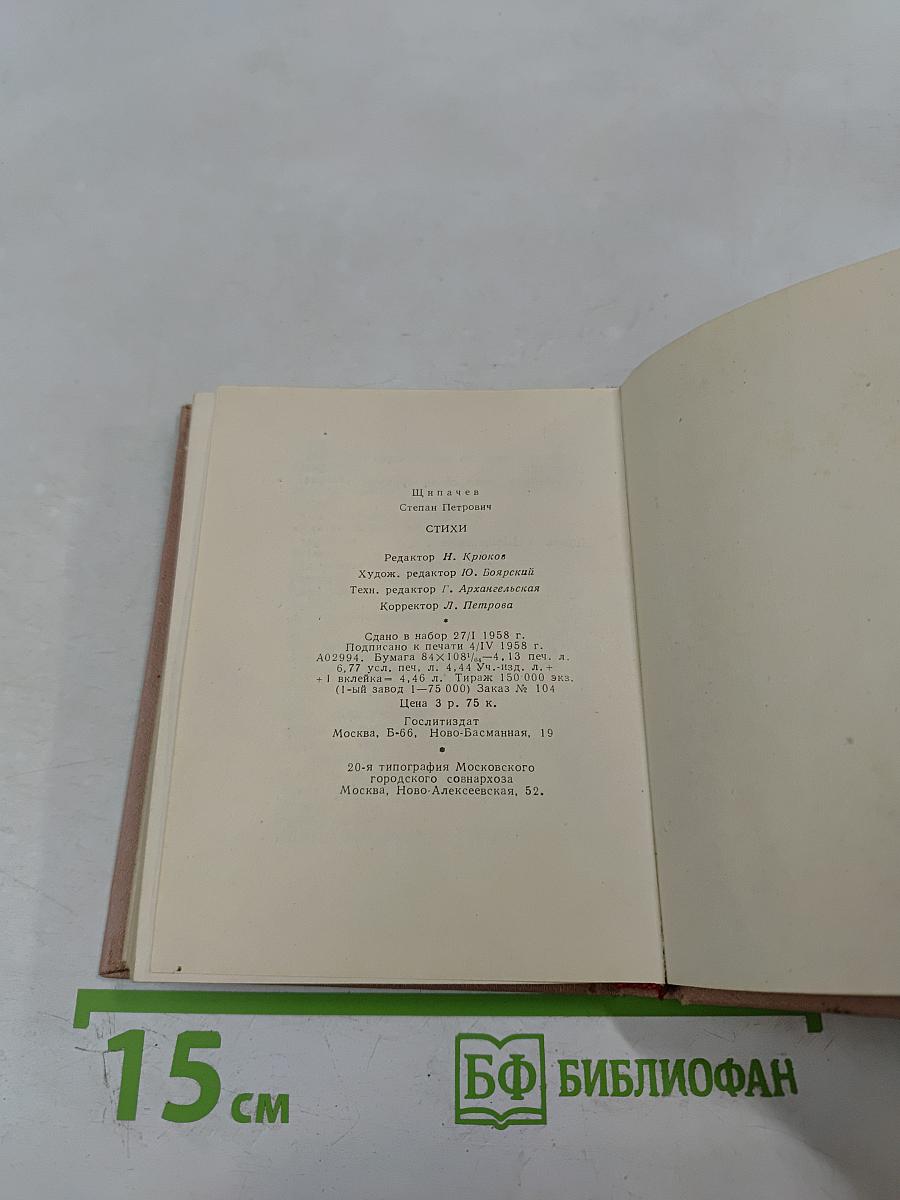 Щипачев
Степан Петрович
СТИХИ
Редактор Н. Крюков
Худож. редактор Ю. Боярский
Техн. редактор Г. Архангельская
Корректор Л. Петрова
*
Сдано в набор 27/I 1958 г.
Подписано к печати 4/IV 1958 г.
А02994. Бумага 84×108¹/₆₄—4,13 печ. л.
6,77 усл. печ. л. 4,44 Уч.-изд. л. +
+1 вклейка= 4,46 л. Тираж 150 000 экз.
(1-ый завод 1—75 000) Заказ № 104
Цена 3 р. 75 к.
Гослитиздат
Москва, Б-66, Ново-Басманная, 19
*
20-я типография Московского
городского совнархоза
Москва, Ново-Алексеевская, 52.
15 см
БФ БИБЛИОФАН